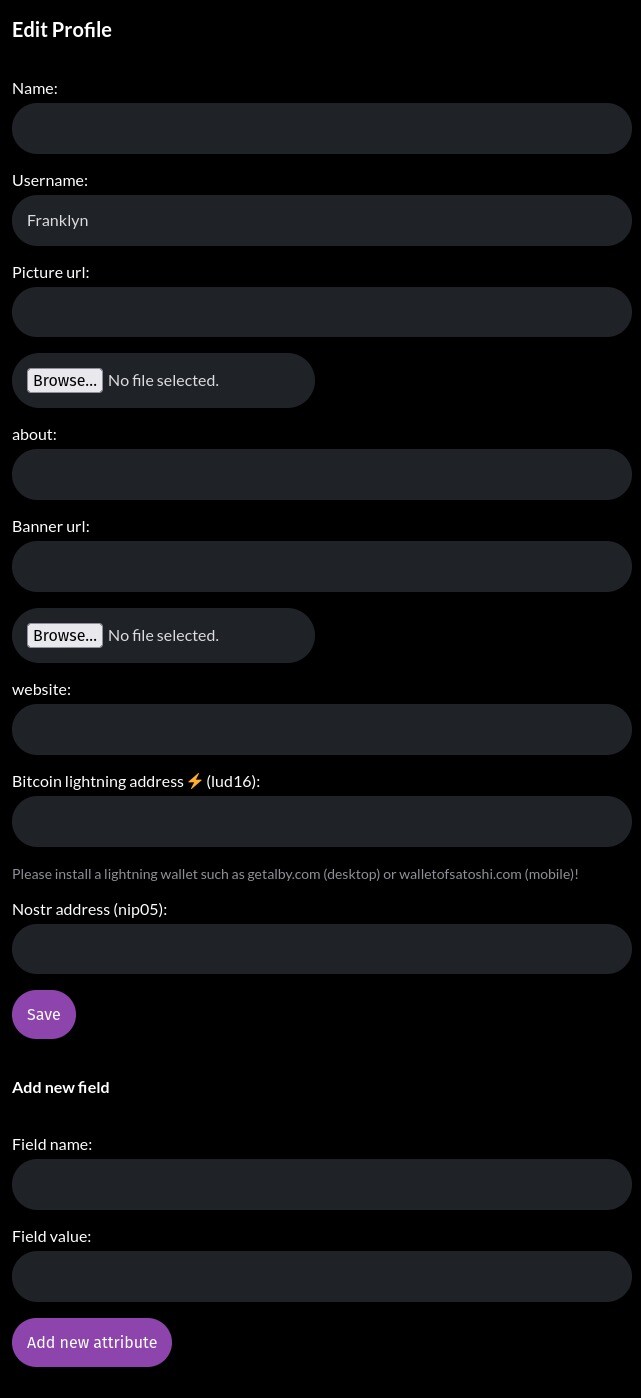 Edit Profile
Name:
Username:
Franklyn
Picture url:
Browse... No file selected.
about:
Banner url:
Browse... No file selected.
website:
Bitcoin lightning address ⚡ (lud16):
Please install a lightning wallet such as getalby.com (desktop) or walletofsatoshi.com (mobile)!
Nostr address (nip05):
Save
Add new field
Field name:
Field value:
Add new attribute